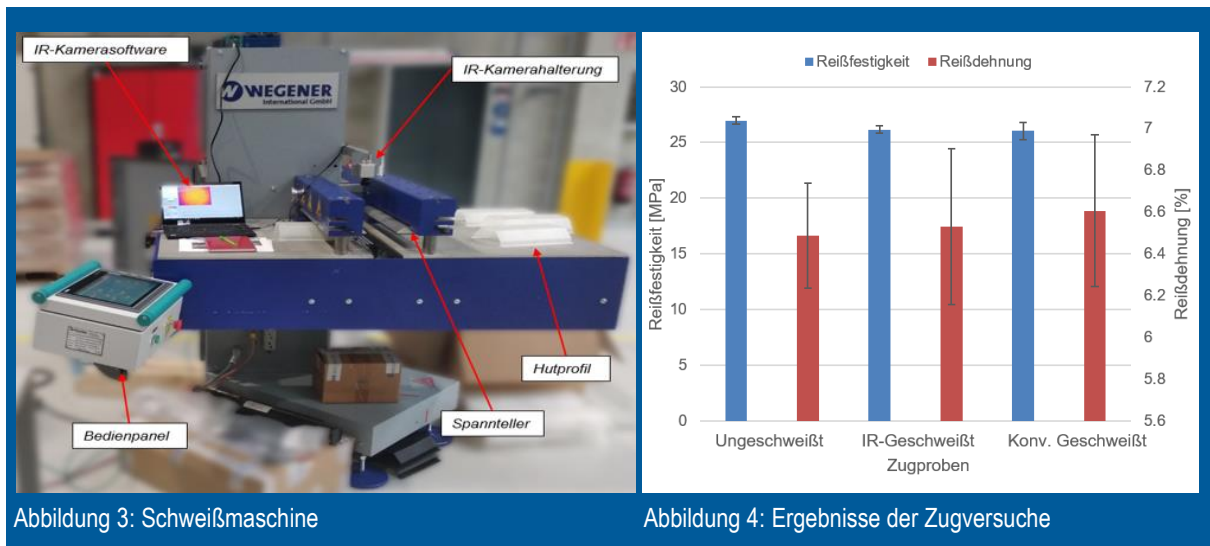 IR-Kamerasoftware
IR-Kamerahalterung
WEGENER
International GmbH
Hutprofil
Spannteller
Bedienpanel
Abbildung 3: Schweißmaschine
Reißfestigkeit Reißdehnung
30
25
20
15
10
5
0
Reißfestigkeit [MPa]
7.2
7
6.8
6.6
6.4
6.2
6
5.8
5.6
Reißdehnung [%]
Ungeschweißt IR-Geschweißt Konv. Geschweißt
Zugproben
Abbildung 4: Ergebnisse der Zugversuche